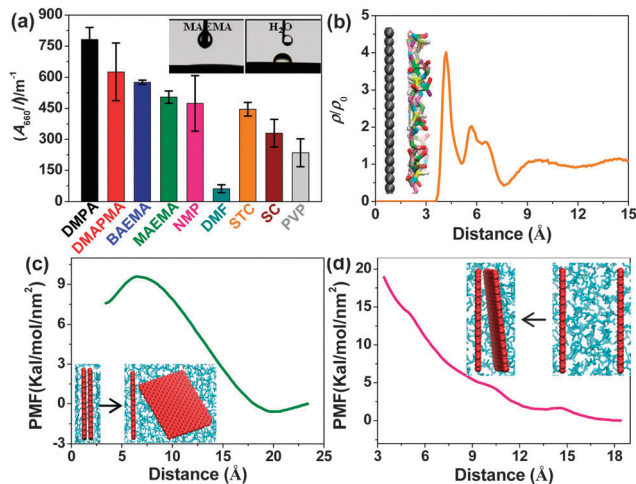 (a)
(A660/l)/m-1
900
750
600
450
300
150
0
MAEMA
H2O
DMPA
DMAPMA
BAEMA
MAEMA
NMP
DMF
STC
SC
PVP
(b)
ρ/ρ0
5
4
3
2
1
0
0 3 6 9 12 15
Distance (Å)
(c)
PMF(Kal/mol/nm2)
9
6
3
0
-3
0 5 10 15 20 25
Distance (Å)
(d)
PMF(Kal/mol/nm2)
20
15
10
5
0
3 6 9 12 15 18
Distance (Å)